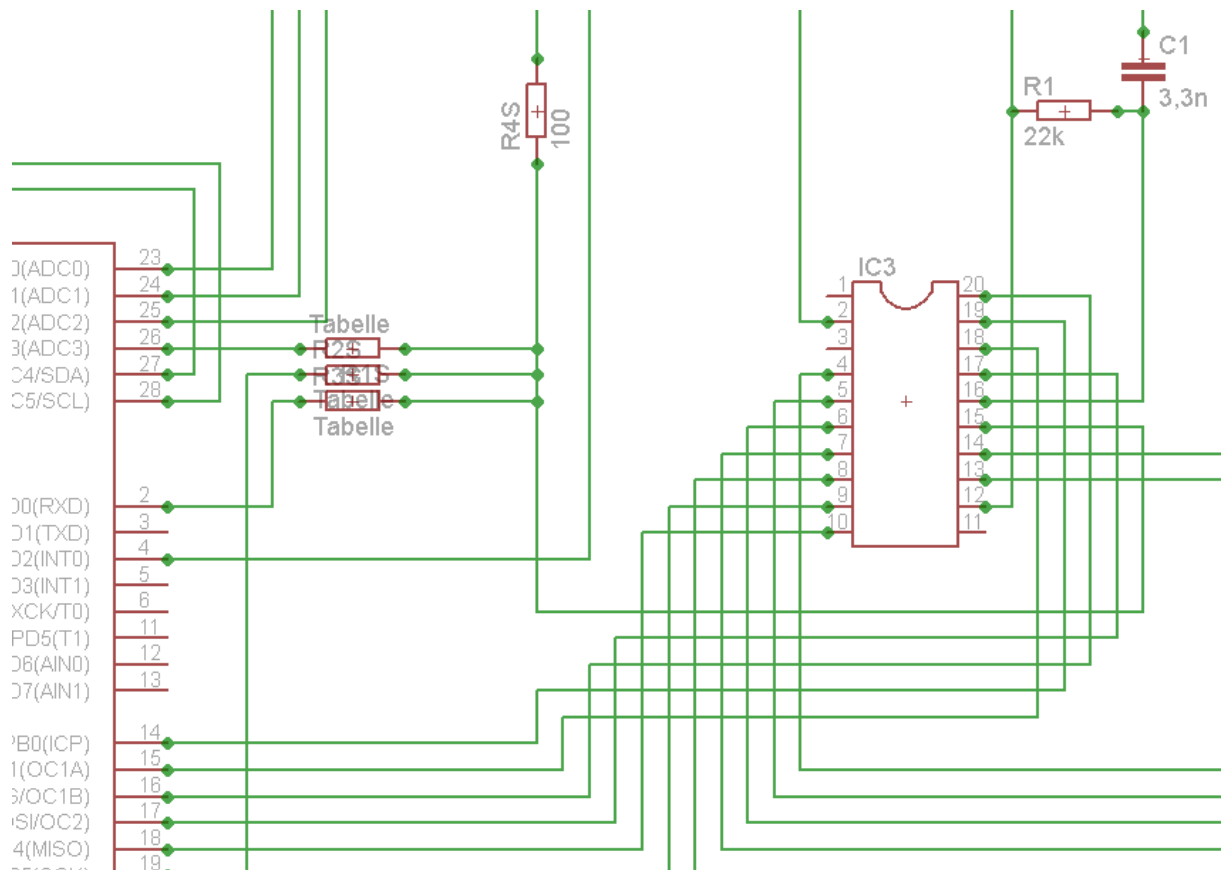 C1
R1
3,3n
R4S
100
22k
IC3
23
24
25
26
27
28
(ADC0)
1(ADC1)
2(ADC2)
3(ADC3)
C4/SDA)
C5/SCL)
Tabelle
R2S
R3S
Tabelle
Tabelle
1
2
3
4
5
6
7
8
9
10
20
19
18
17
16
15
14
13
12
11
2
3
4
5
6
11
12
13
D0(RXD)
D1(TXD)
D2(INT0)
D3(INT1)
XCK/T0)
PD5(T1)
D6(AIN0)
D7(AIN1)
14
15
16
17
18
19
PB0(ICP)
1(OC1A)
/OC1B)
SI/OC2)
4(MISO)